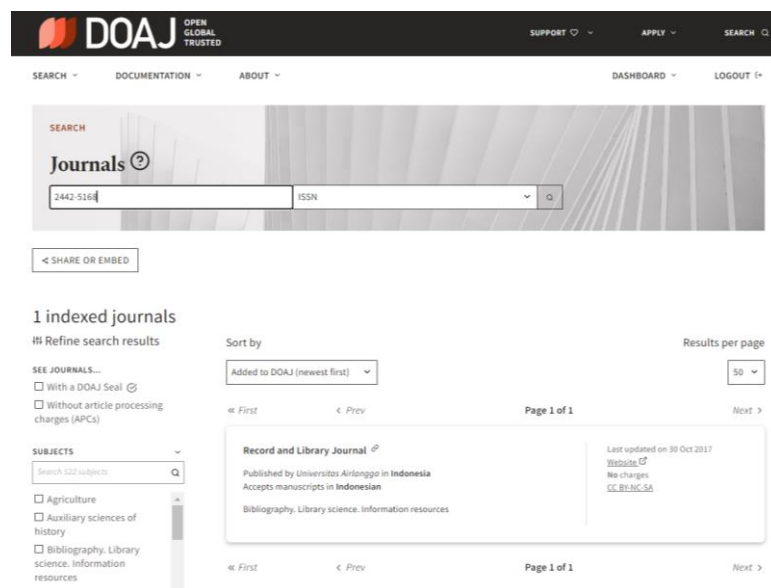 DOAJ
OPEN
GLOBAL
TRUSTED
SUPPORT
APPLY
SEARCH
SEARCH
DOCUMENTATION
ABOUT
DASHBOARD
LOGOUT
SEARCH
Journals ?
2442-5168
ISSN
SHARE OR EMBED
1 indexed journals
Refine search results
SEE JOURNALS...
With a DOAJ Seal
Without article processing
charges (APCs)
SUBJECTS
Search 522 subjects
Agriculture
Auxiliary sciences of
history
Bibliography. Library
science. Information
resources
Sort by
Added to DOAJ (newest first)
Results per page
50
« First
‹ Prev
Page 1 of 1
Next ›
Record and Library Journal
Published by Universitas Airlangga in Indonesia
Accepts manuscripts in Indonesian
Bibliography. Library science. Information resources
Last updated on 30 Oct 2017
Website
No charges
CC BY-NC-SA
« First
‹ Prev
Page 1 of 1
Next ›